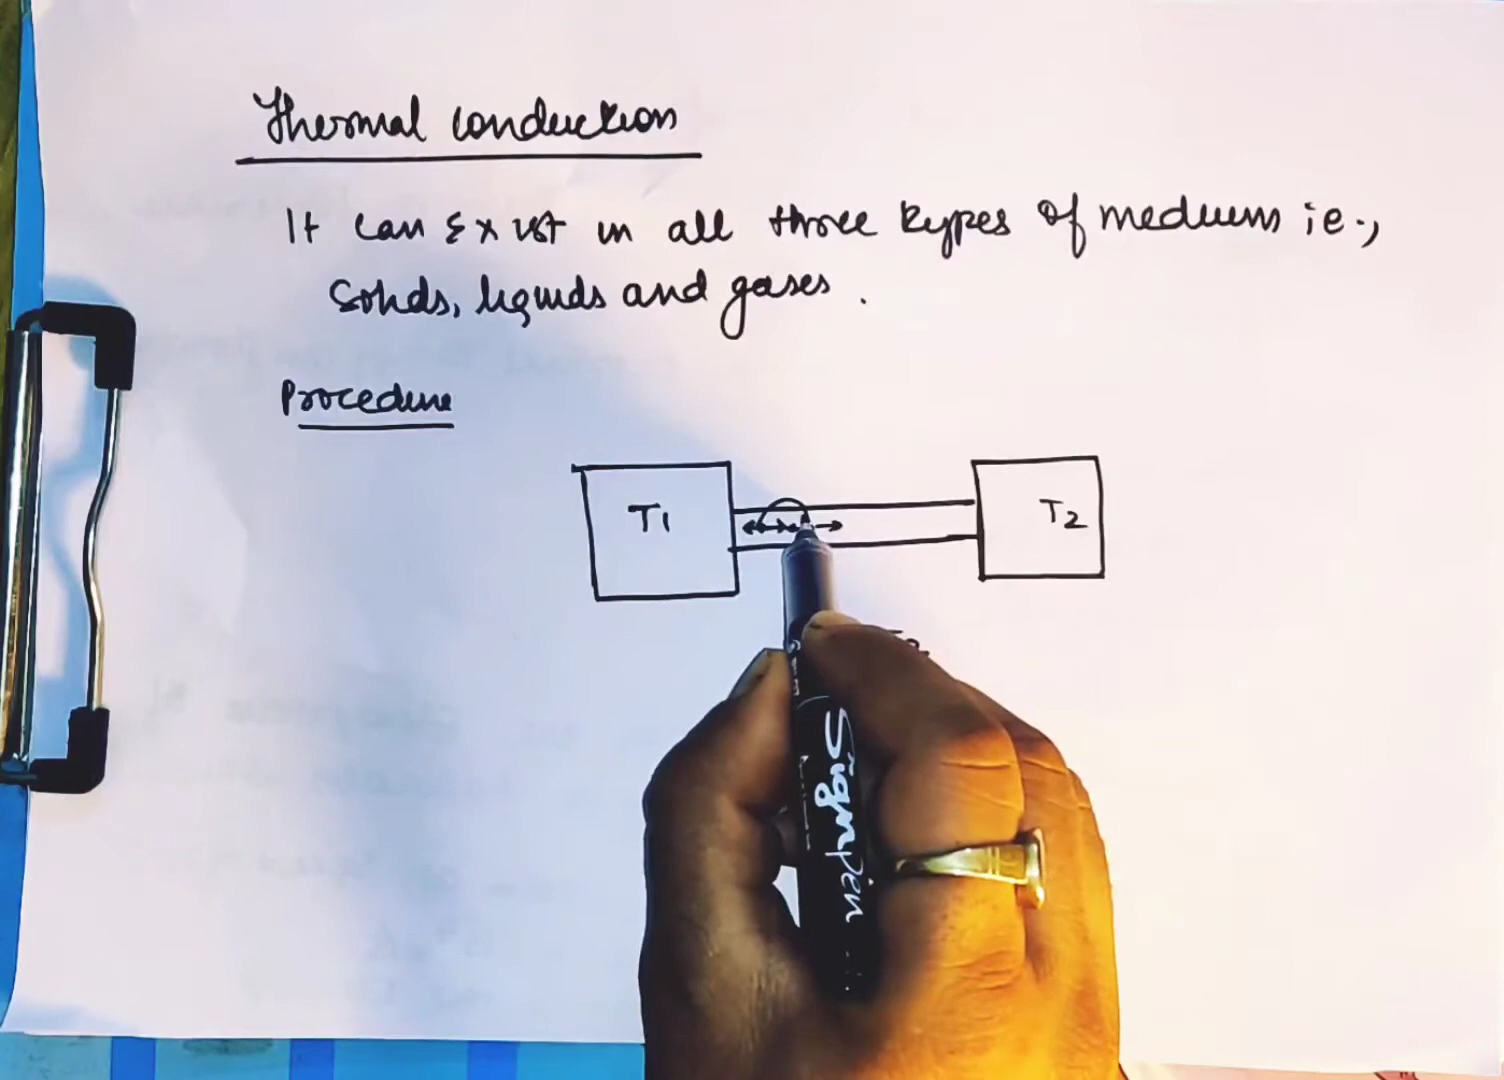 Thermal conduction
It can Exist in all three types of medium ie.,
Solids, liquids and gases.
Procedure
T1
T2
Signpen